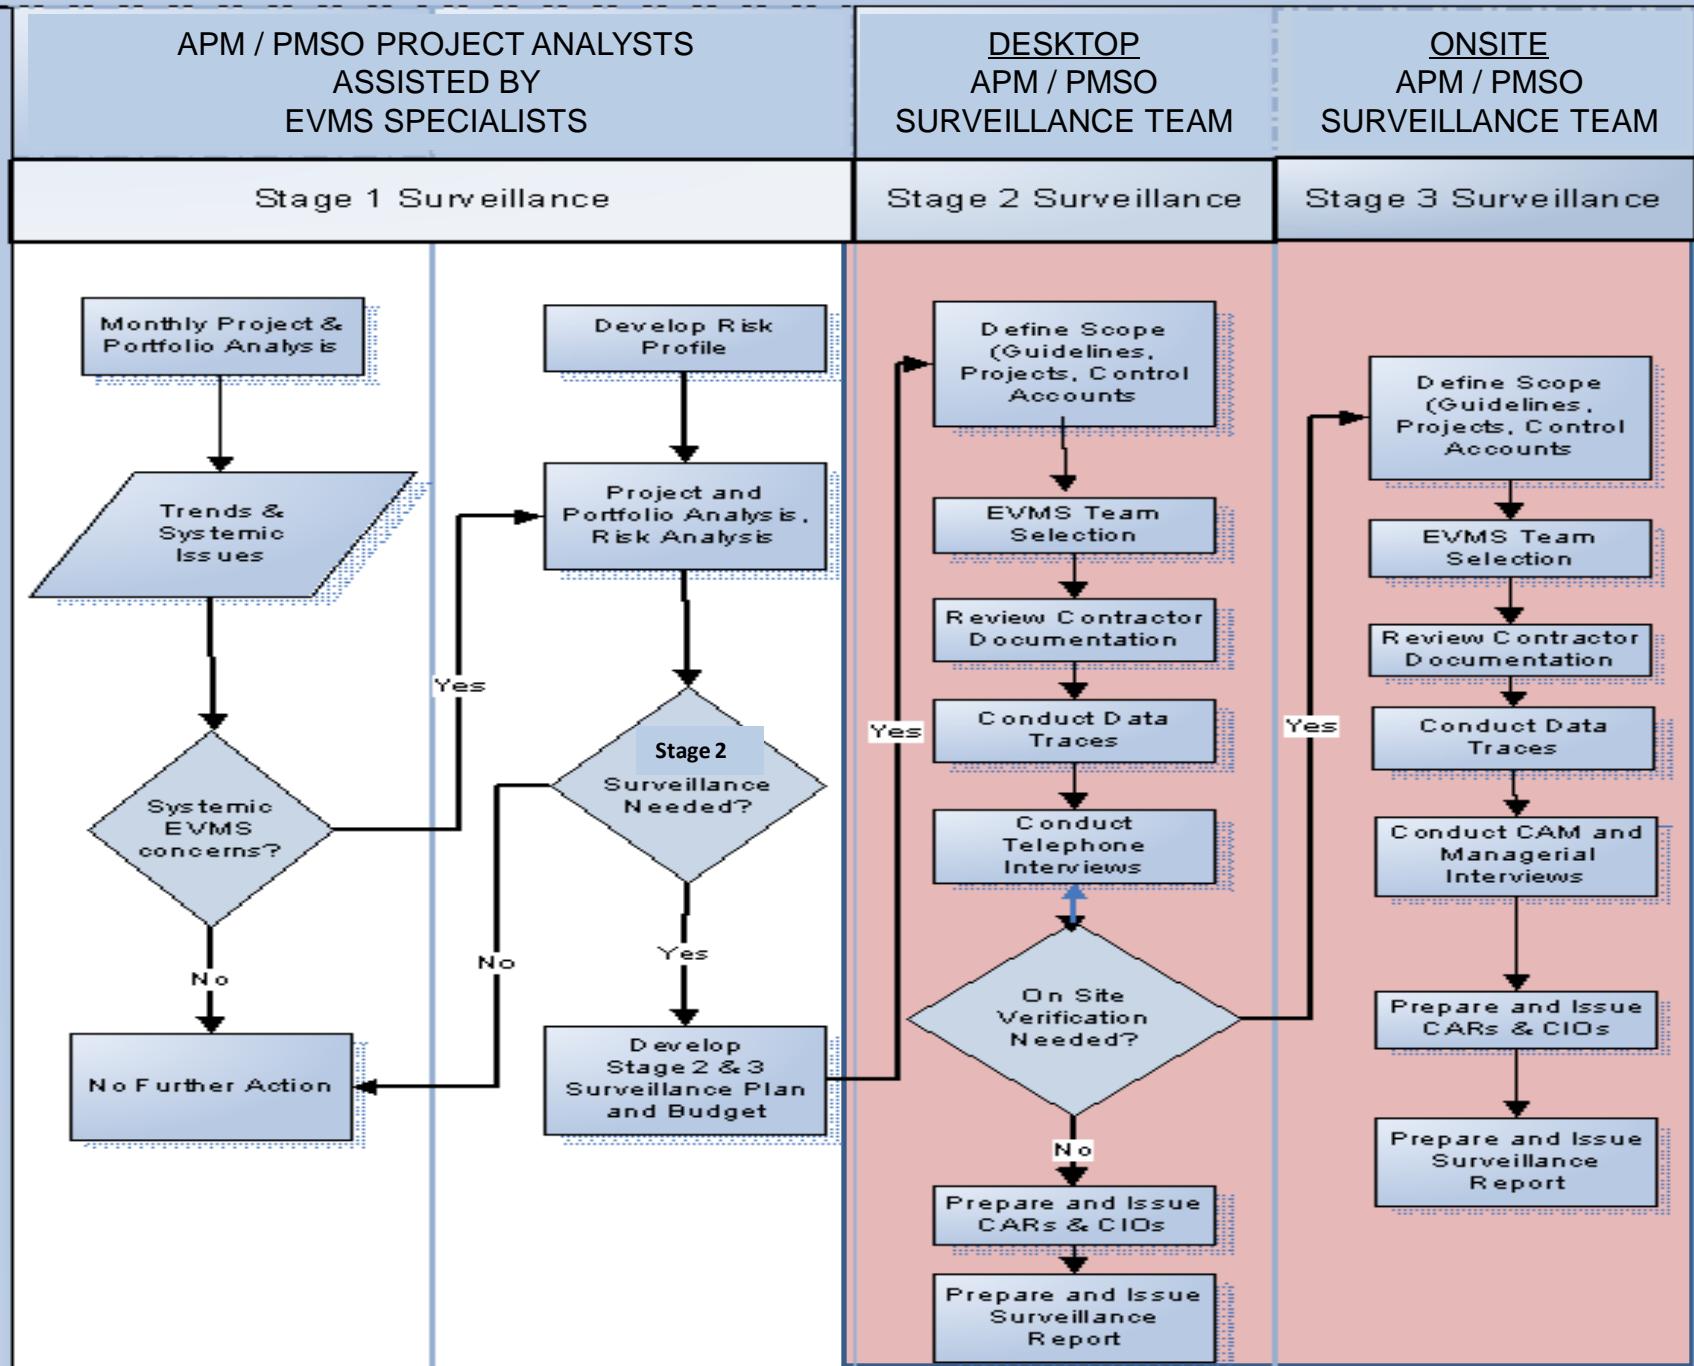 APM / PMSO PROJECT ANALYSTS
ASSISTED BY
EVMS SPECIALISTS
DESKTOP
APM / PMSO
SURVEILLANCE TEAM
ONSITE
APM / PMSO
SURVEILLANCE TEAM
Stage 1 Surveillance
Stage 2 Surveillance
Stage 3 Surveillance
Monthly Project &
Portfolio Analysis
Trends &
Systemic
Issues
Systemic
EVMS
concerns?
Yes
No
No Further Action
Develop Risk
Profile
Project and
Portfolio Analysis,
Risk Analysis
Stage 2
Surveillance
Needed?
No
Yes
Develop
Stage 2 & 3
Surveillance Plan
and Budget
Yes
Define Scope
(Guidelines,
Projects, Control
Accounts
EVMS Team
Selection
Review Contractor
Documentation
Conduct Data
Traces
Conduct
Telephone
Interviews
On Site
Verification
Needed?
No
Prepare and Issue
CARs & CIOs
Prepare and Issue
Surveillance
Report
Yes
Define Scope
(Guidelines,
Projects, Control
Accounts
EVMS Team
Selection
Review Contractor
Documentation
Conduct Data
Traces
Conduct CAM and
Managerial
Interviews
Prepare and Issue
CARs & CIOs
Prepare and Issue
Surveillance
Report